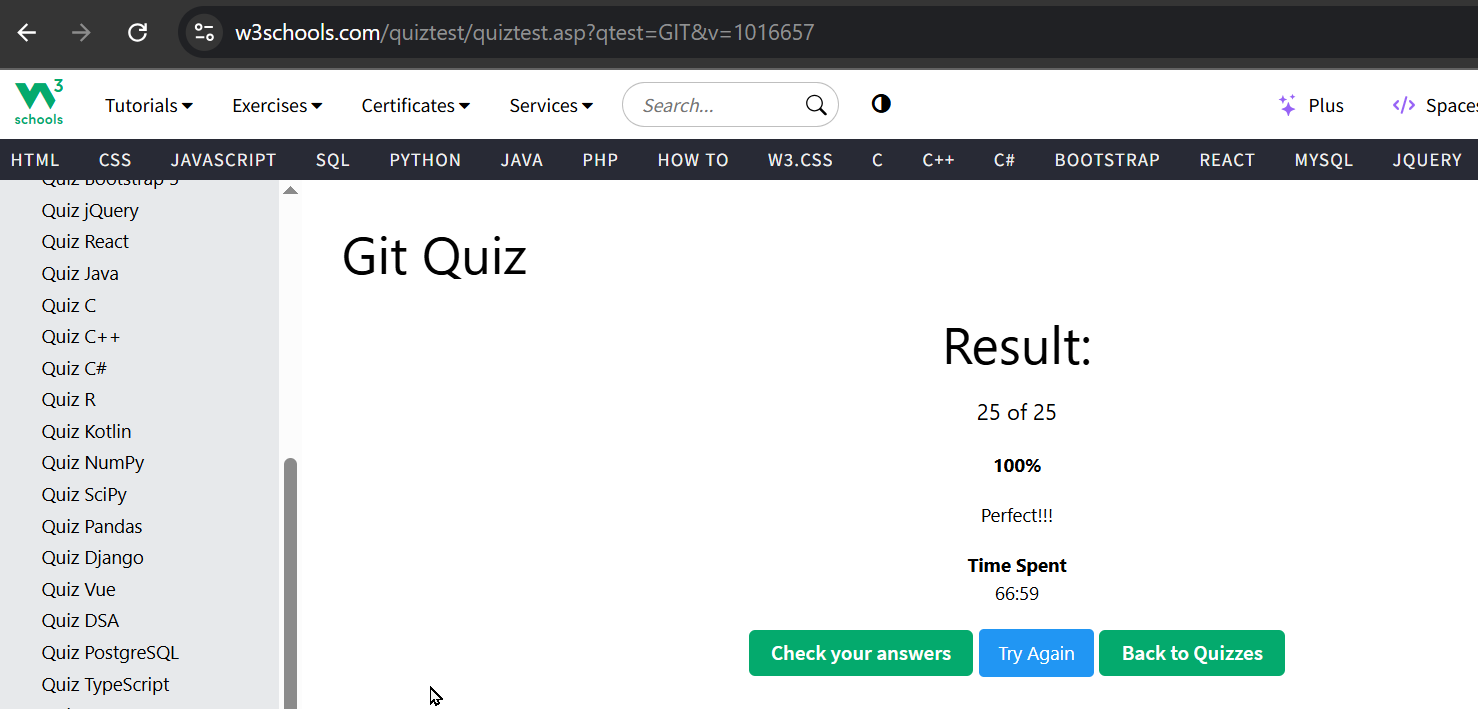 w3schools.com/quiztest/quiztest.asp?qtest=GIT&v=1016657
W3 schools
Tutorials Exercises Certificates Services Search... Plus Spaces
HTML CSS JAVASCRIPT SQL PYTHON JAVA PHP HOW TO W3.CSS C C++ C# BOOTSTRAP REACT MYSQL JQUERY
Quiz Bootstrap 5
Quiz jQuery
Quiz React
Quiz Java
Quiz C
Quiz C++
Quiz C#
Quiz R
Quiz Kotlin
Quiz NumPy
Quiz SciPy
Quiz Pandas
Quiz Django
Quiz Vue
Quiz DSA
Quiz PostgreSQL
Quiz TypeScript
Git Quiz
Result:
25 of 25
100%
Perfect!!!
Time Spent
66:59
Check your answers Try Again Back to Quizzes